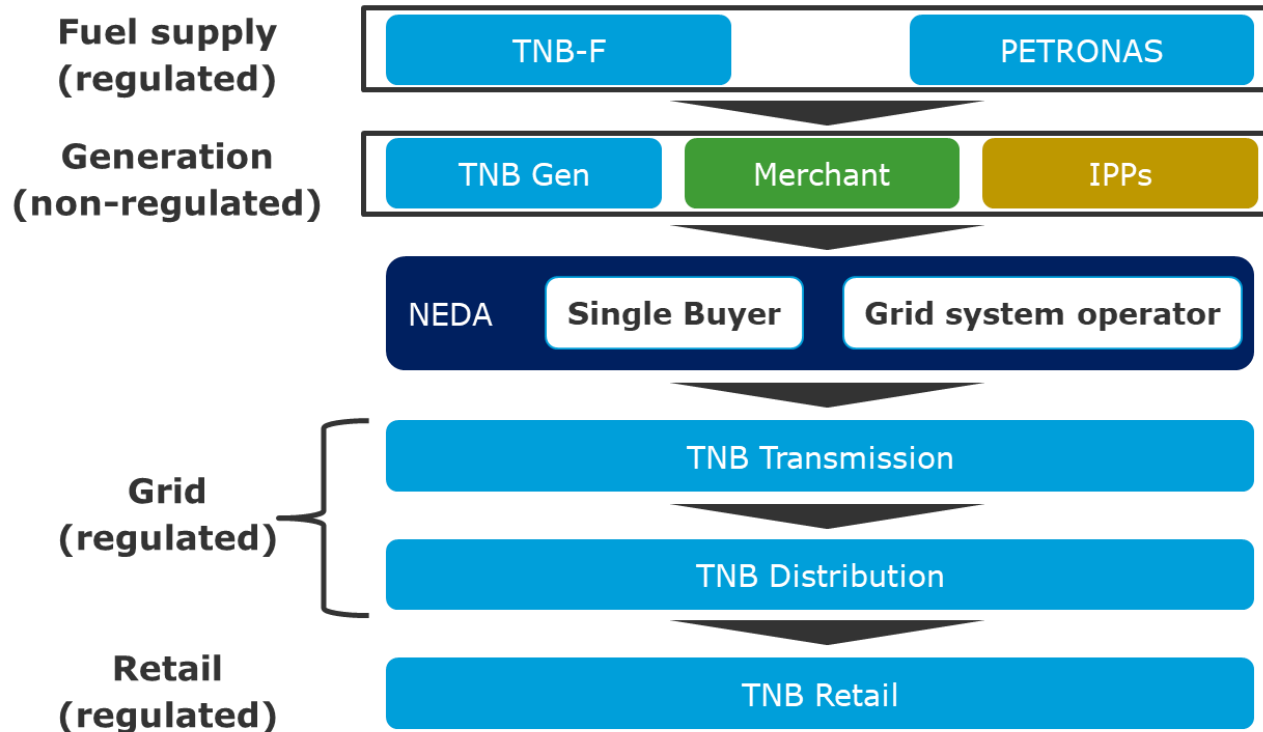 Fuel supply
(regulated)
TNB-F
PETRONAS
Generation
(non-regulated)
TNB Gen
Merchant
IPPs
NEDA
Single Buyer
Grid system operator
Grid
(regulated)
TNB Transmission
TNB Distribution
Retail
(regulated)
TNB Retail